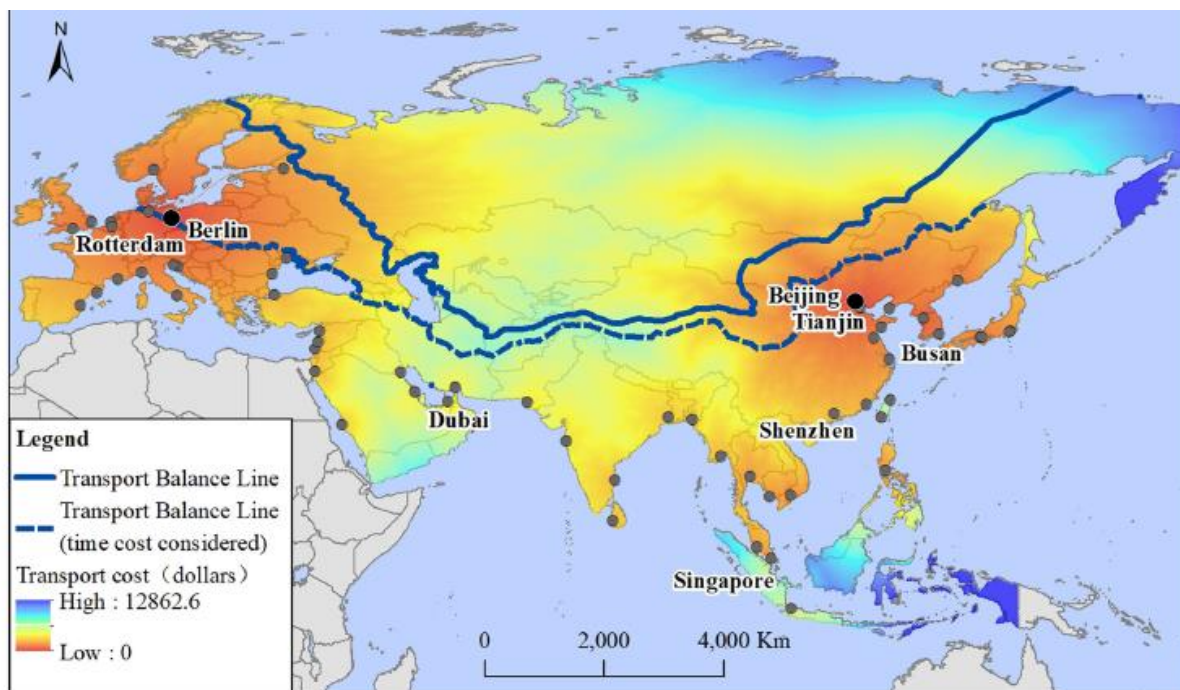 N
Berlin
Rotterdam
Beijing
Tianjin
Busan
Dubai
Shenzhen
Singapore
Legend
Transport Balance Line
Transport Balance Line
(time cost considered)
Transport cost（dollars）
High : 12862.6
Low : 0
0 2,000 4,000 Km